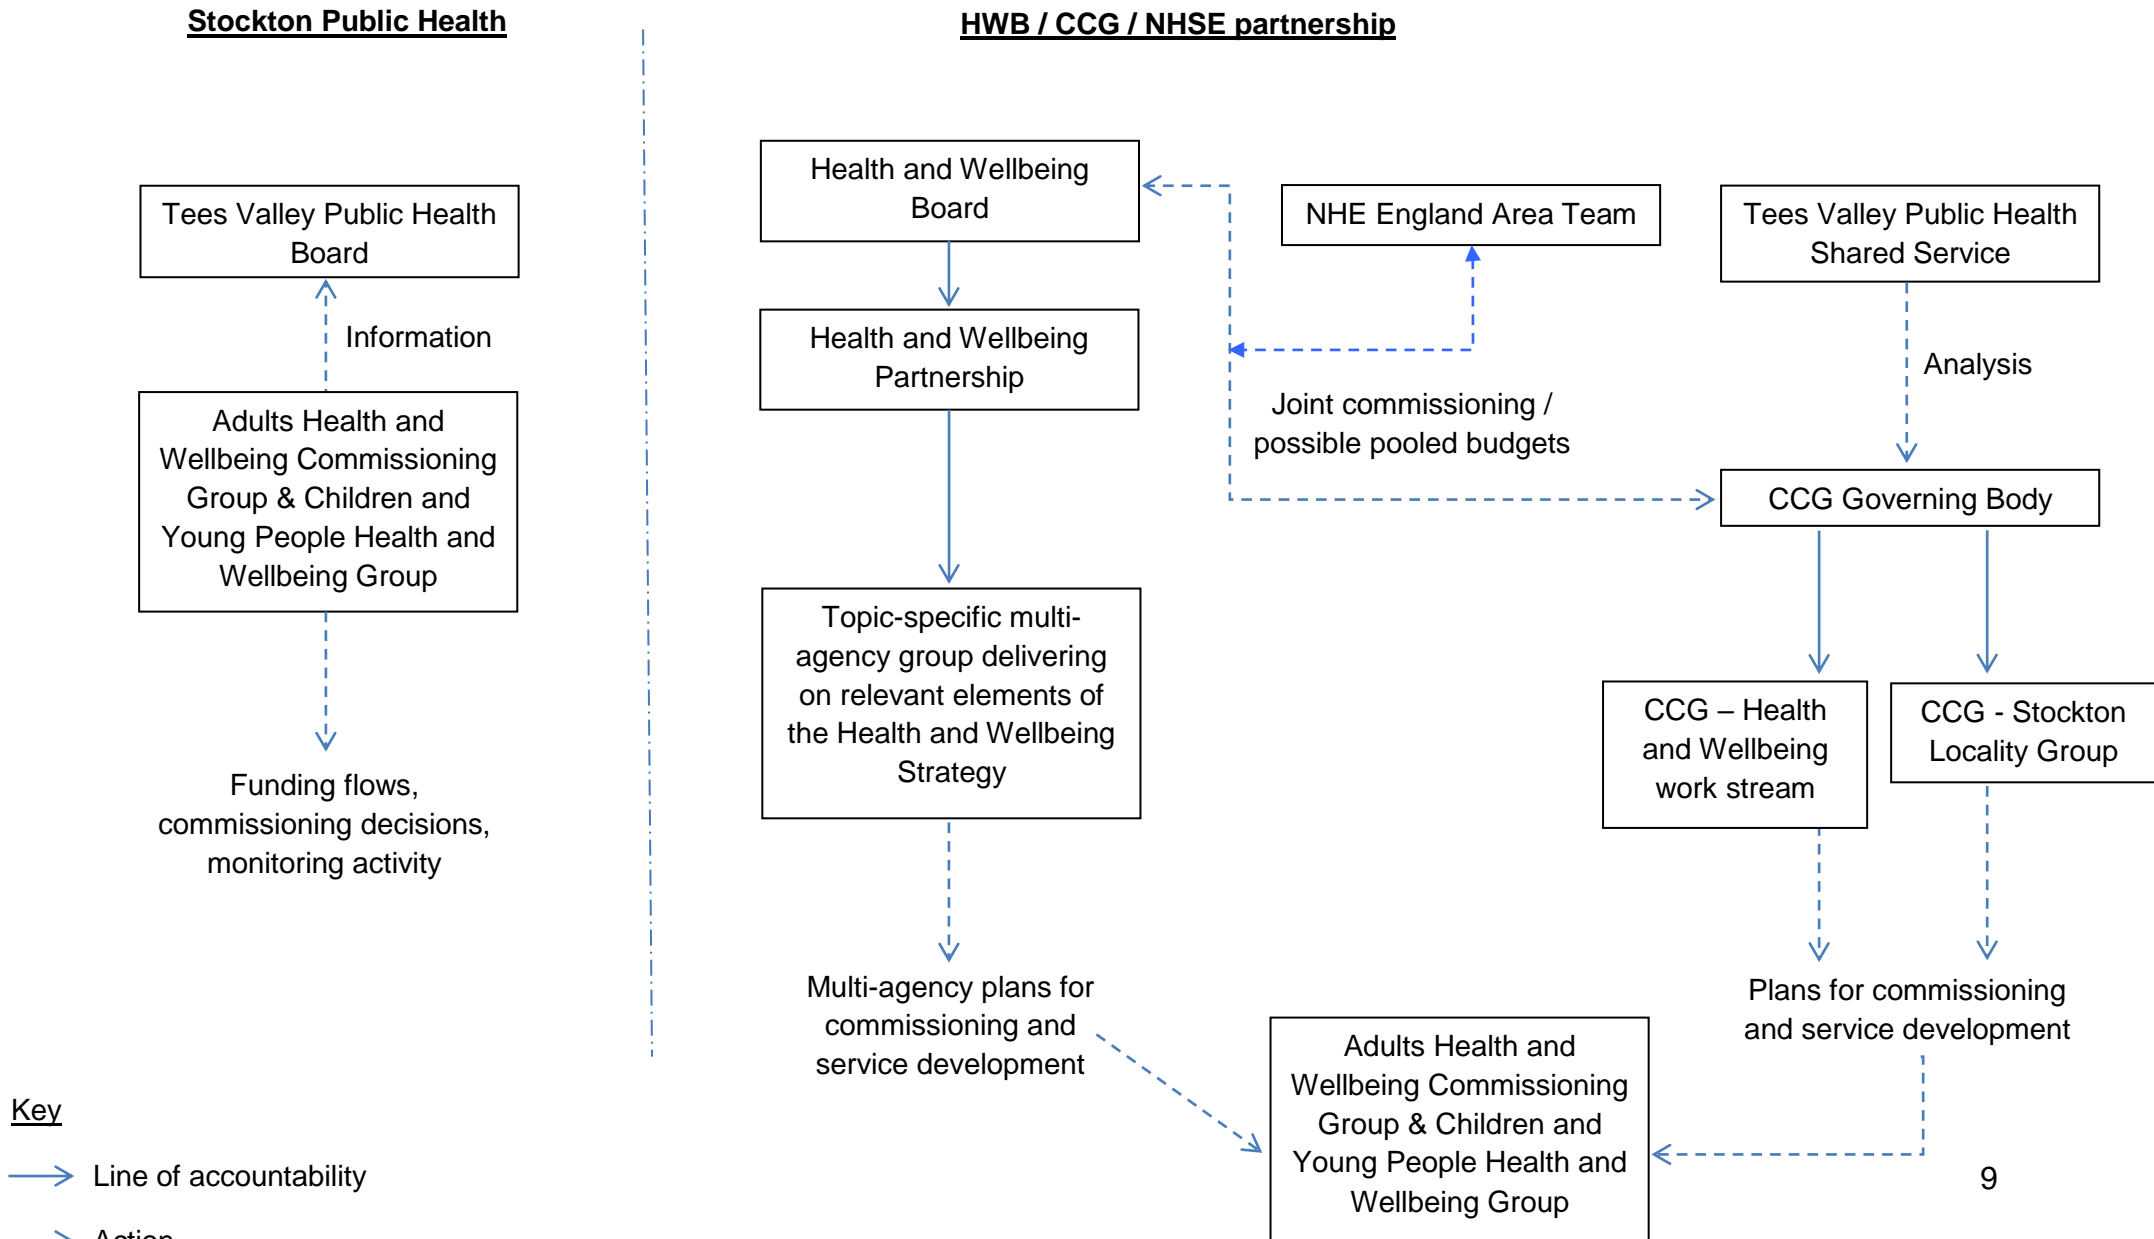 Stockton Public Health
HWB / CCG / NHSE partnership
Tees Valley Public Health
Board
Information
Adults Health and
Wellbeing Commissioning
Group & Children and
Young People Health and
Wellbeing Group
Funding flows,
commissioning decisions,
monitoring activity
Health and Wellbeing
Board
Health and Wellbeing
Partnership
Topic-specific multi-
agency group delivering
on relevant elements of
the Health and Wellbeing
Strategy
Multi-agency plans for
commissioning and
service development
NHE England Area Team
Joint commissioning /
possible pooled budgets
Tees Valley Public Health
Shared Service
Analysis
CCG Governing Body
CCG – Health
and Wellbeing
work stream
CCG - Stockton
Locality Group
Plans for commissioning
and service development
Adults Health and
Wellbeing Commissioning
Group & Children and
Young People Health and
Wellbeing Group
Key
Line of accountability
Action
9